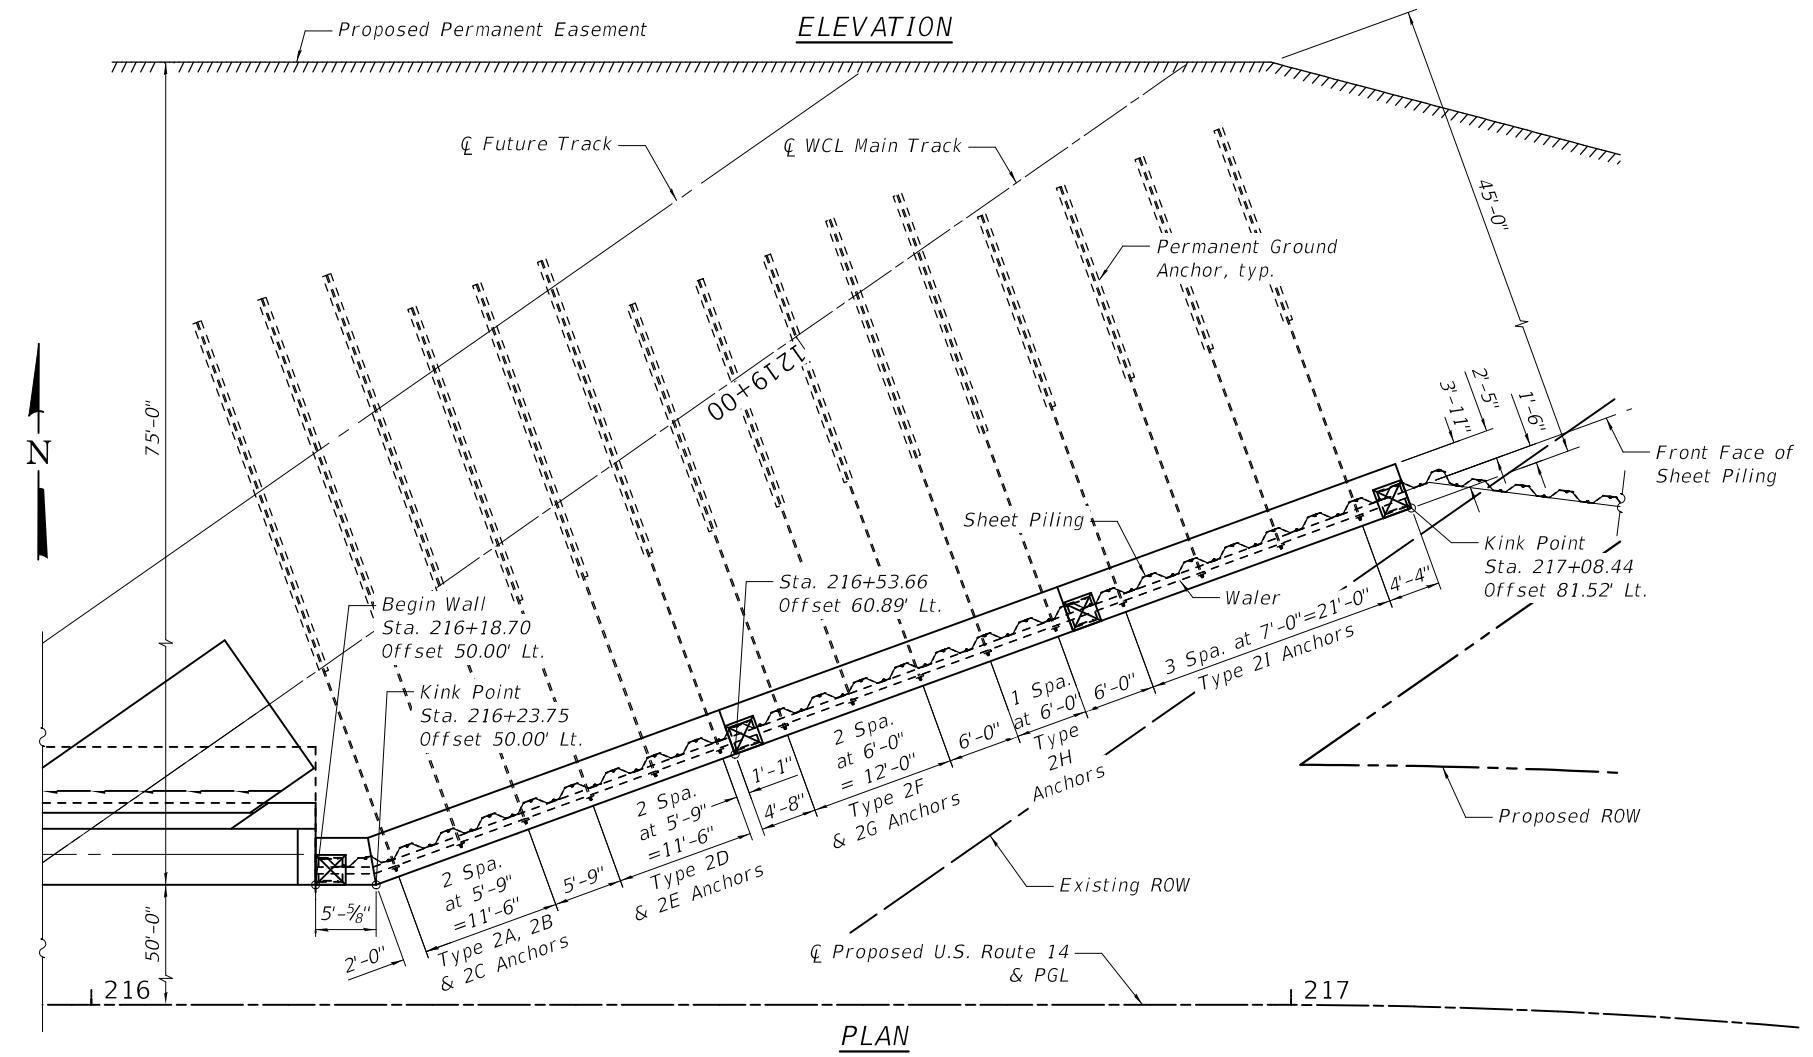 ELEVATION
Proposed Permanent Easement
℄ Future Track
℄ WCL Main Track
45'-0"
Permanent Ground
Anchor, typ.
1219+00
N
75'-0"
3'-11"
2'-5"
1'-6"
Front Face of
Sheet Piling
Sheet Piling
Kink Point
Sta. 217+08.44
Offset 81.52' Lt.
Sta. 216+53.66
Offset 60.89' Lt.
Begin Wall
Sta. 216+18.70
Offset 50.00' Lt.
Waler
4'-4"
3 Spa. at 7'-0"=21'-0"
Type 2I Anchors
Kink Point
Sta. 216+23.75
Offset 50.00' Lt.
6'-0"
1 Spa.
at 6'-0"
Type
2H
Anchors
6'-0"
2 Spa.
at 6'-0"
= 12'-0"
Type 2F
& 2G Anchors
1'-1"
4'-8"
2 Spa.
at 5'-9"
=11'-6"
Type 2D
& 2E Anchors
5'-9"
2 Spa.
at 5'-9"
=11'-6"
Type 2A, 2B
& 2C Anchors
5'-⅝"
2'-0"
50'-0"
Proposed ROW
Existing ROW
℄ Proposed U.S. Route 14
& PGL
216
217
PLAN